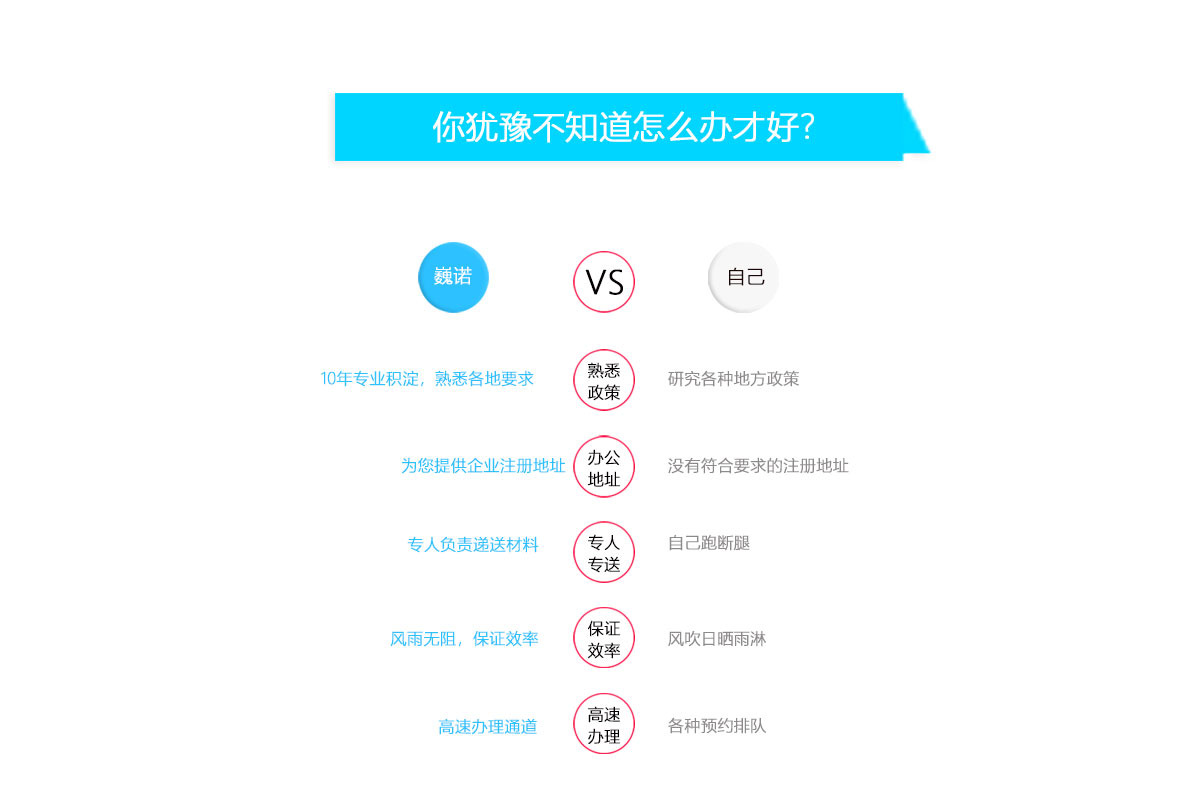 你犹豫不知道怎么办才好?
巍诺
VS
自己
10年专业积淀，熟悉各地要求
熟悉
政策
研究各种地方政策
为您提供企业注册地址
办公
地址
没有符合要求的注册地址
专人负责递送材料
专人
专送
自己跑断腿
风雨无阻，保证效率
保证
效率
风吹日晒雨淋
高速办理通道
高速
办理
各种预约排队